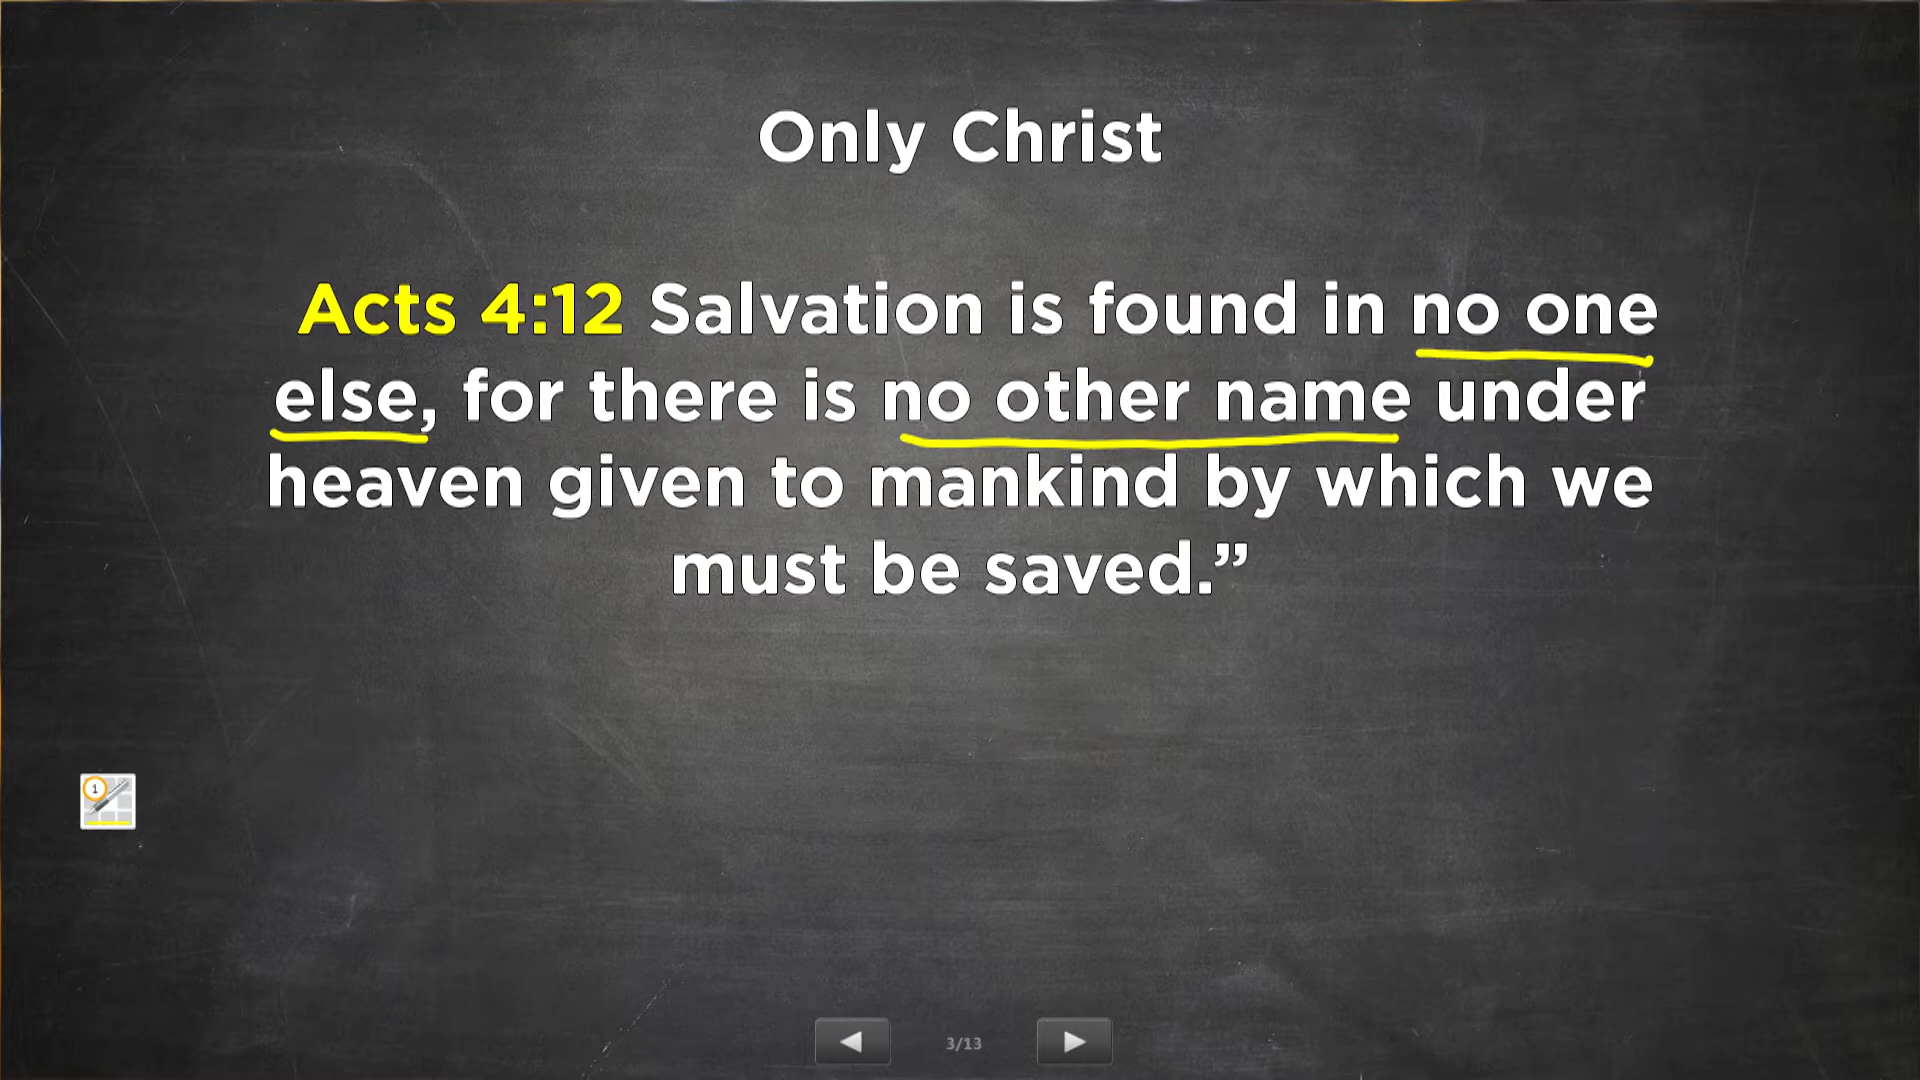 Only Christ
Acts 4:12 Salvation is found in no one
else, for there is no other name under
heaven given to mankind by which we
must be saved.”
1
3/13